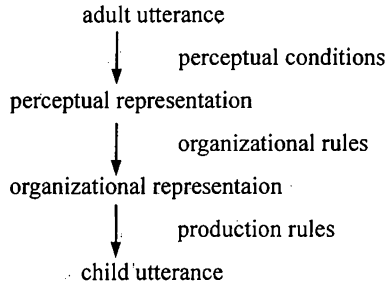 adult utterance
perceptual conditions
perceptual representation
organizational rules
organizational representaion
production rules
child utterance